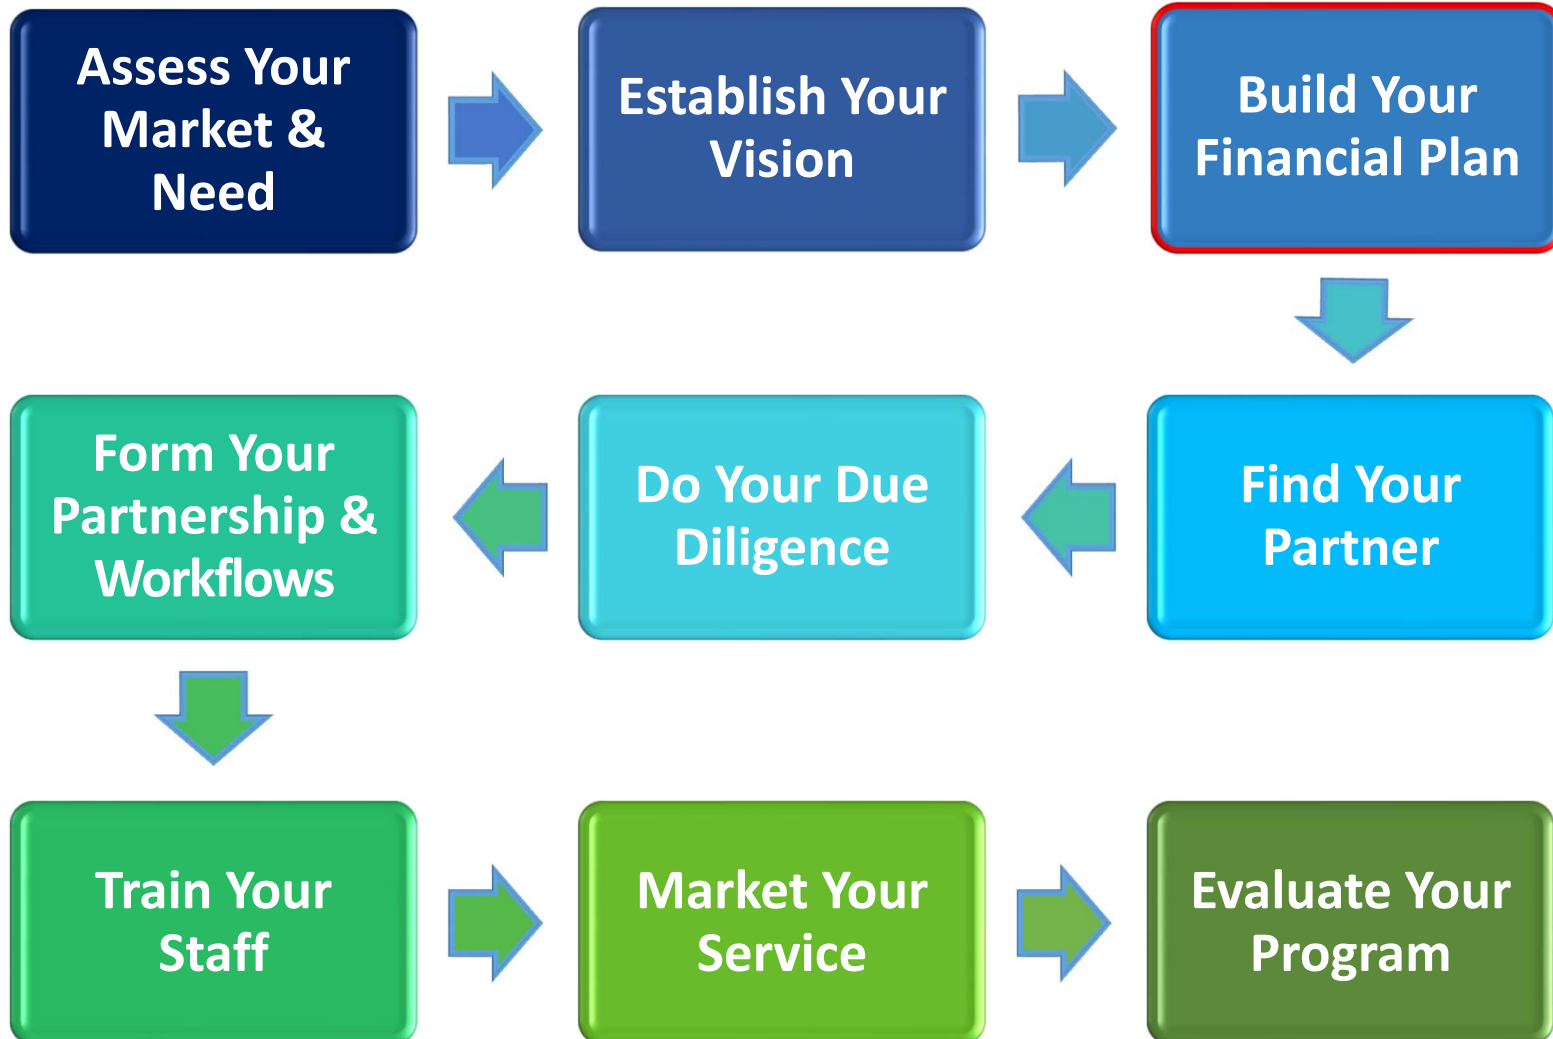 Assess Your
Market &
Need
Establish Your
Vision
Build Your
Financial Plan
Find Your
Partner
Do Your Due
Diligence
Form Your
Partnership &
Workflows
Train Your
Staff
Market Your
Service
Evaluate Your
Program